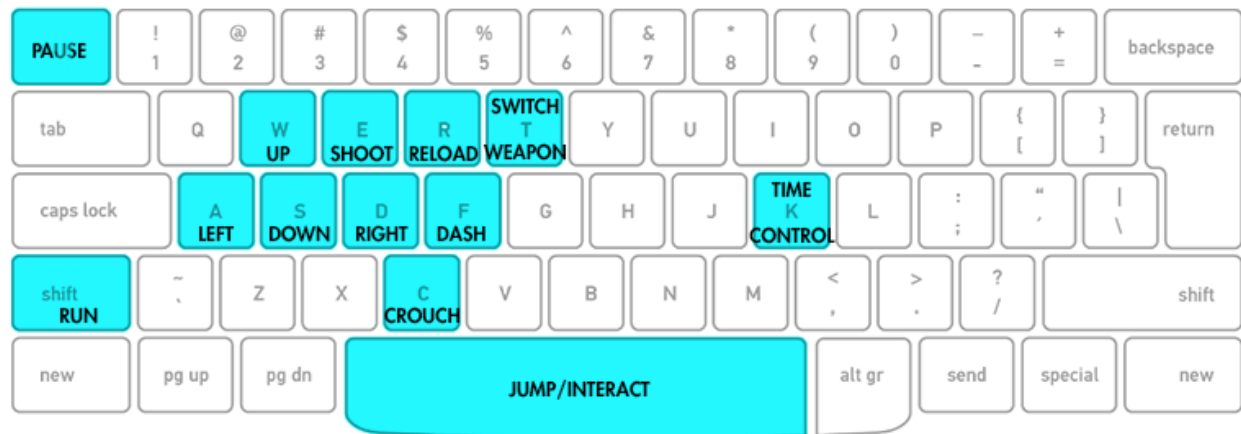 PAUSE ! 1 @ 2 # 3 $ 4 % 5 ^ 6 & 7 * 8 ( 9 ) 0 – - + = backspace
tab Q W UP E SHOOT R RELOAD SWITCH T WEAPON Y U I O P { [ } ] return
caps lock A LEFT S DOWN D RIGHT F DASH G H J TIME K CONTROL L : ; “ ´ | \
shift RUN ~ ` Z X C CROUCH V B N M < , > . ? / shift
new pg up pg dn JUMP/INTERACT alt gr send special new